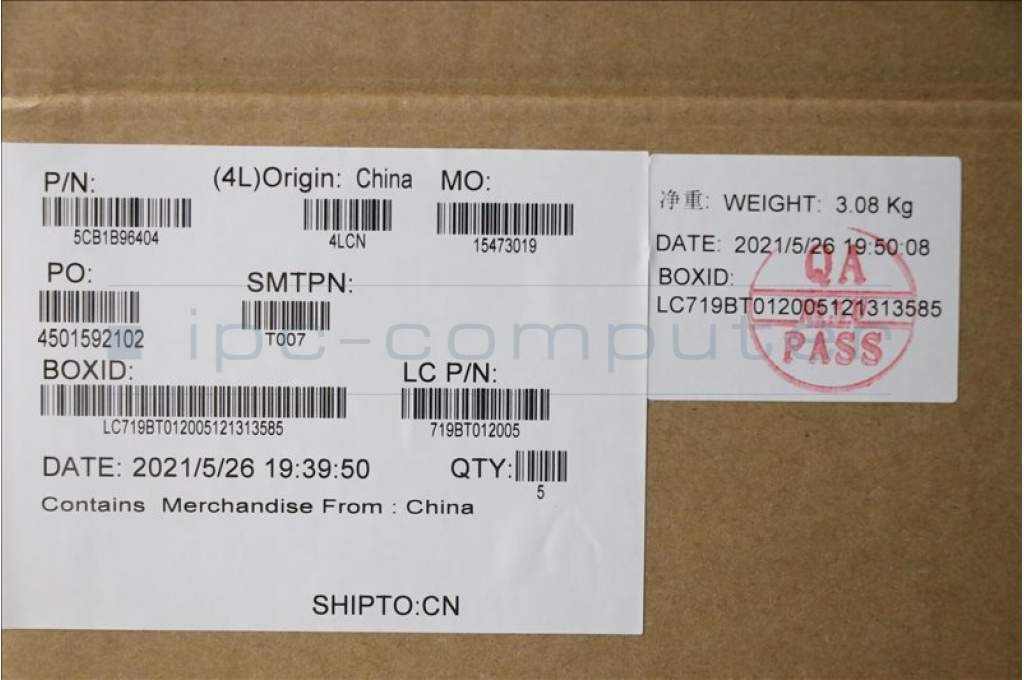 P/N: (4L)Origin: China MO:
5CB1B96404 4LCN 15473019
PO: SMTPN:
4501592102 T007
BOXID: LC P/N:
LC719BT012005121313585 719BT012005
DATE: 2021/5/26 19:39:50 QTY:
5
Contains Merchandise From : China
SHIPTO:CN
净重: WEIGHT: 3.08 Kg
DATE: 2021/5/26 19:50:08
BOXID:
LC719BT012005121313585
QA
PASS
ipc-computer